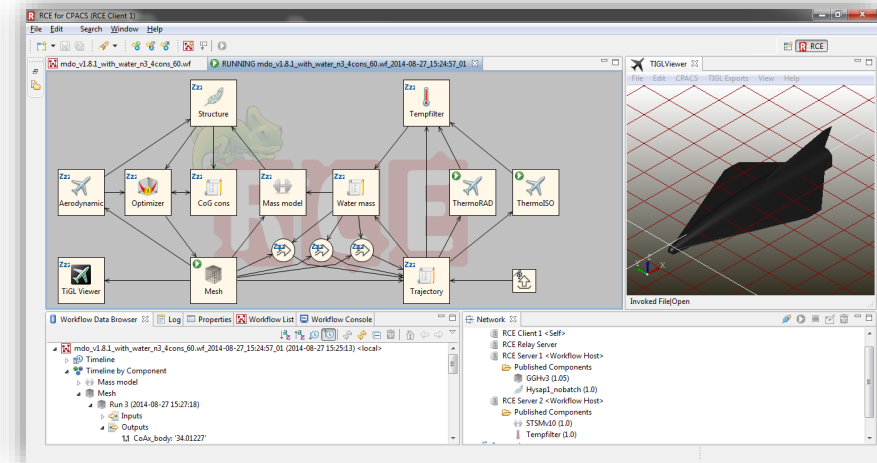 RCE for CPACS (RCE Client 1)
File Edit Search Window Help
RCE
mdo_v1.8.1_with_water_n3_4cons_60.wf
RUNNING mdo_v1.8.1_with_water_n3_4cons_60.wf_2014-08-27_15:24:57_01
TIGLViewer
File Edit CPACS TIGL Exports View Help
Structure
Tempfilter
Aerodynamic
Optimizer
CoG cons
Mass model
Water mass
ThermoRAD
ThermoISO
TiGL Viewer
Mesh
Trajectory
RCE
Invoked File|Open
Workflow Data Browser
Log
Properties
Workflow List
Workflow Console
mdo_v1.8.1_with_water_n3_4cons_60.wf_2014-08-27_15:24:57_01 (2014-08-27 15:25:13) <local>
Timeline
Timeline by Component
Mass model
Mesh
Run 3 (2014-08-27 15:27:18)
Inputs
Outputs
CoAx_body: '34.01227'
Network
RCE Client 1 <Self>
RCE Relay Server
RCE Server 1 <Workflow Host>
Published Components
GGHv3 (1.05)
Hysap1_nobatch (1.0)
RCE Server 2 <Workflow Host>
Published Components
STSMv10 (1.0)
Tempfilter (1.0)